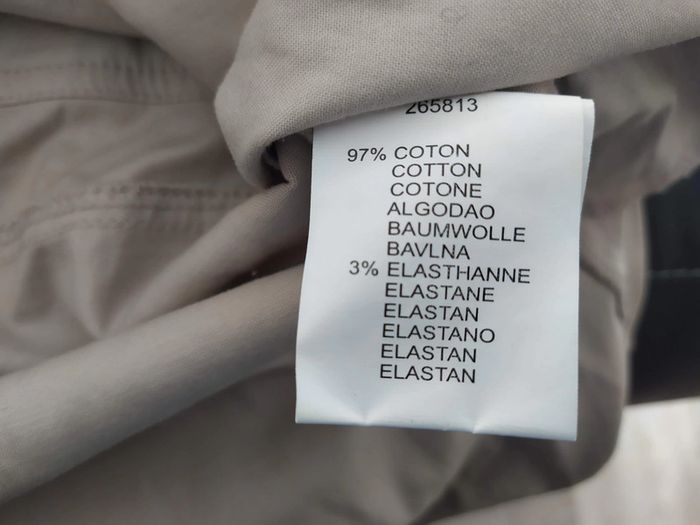 265813
97% COTON
COTTON
COTONE
ALGODAO
BAUMWOLLE
BAVLNA
3% ELASTHANNE
ELASTANE
ELASTAN
ELASTANO
ELASTAN
ELASTAN